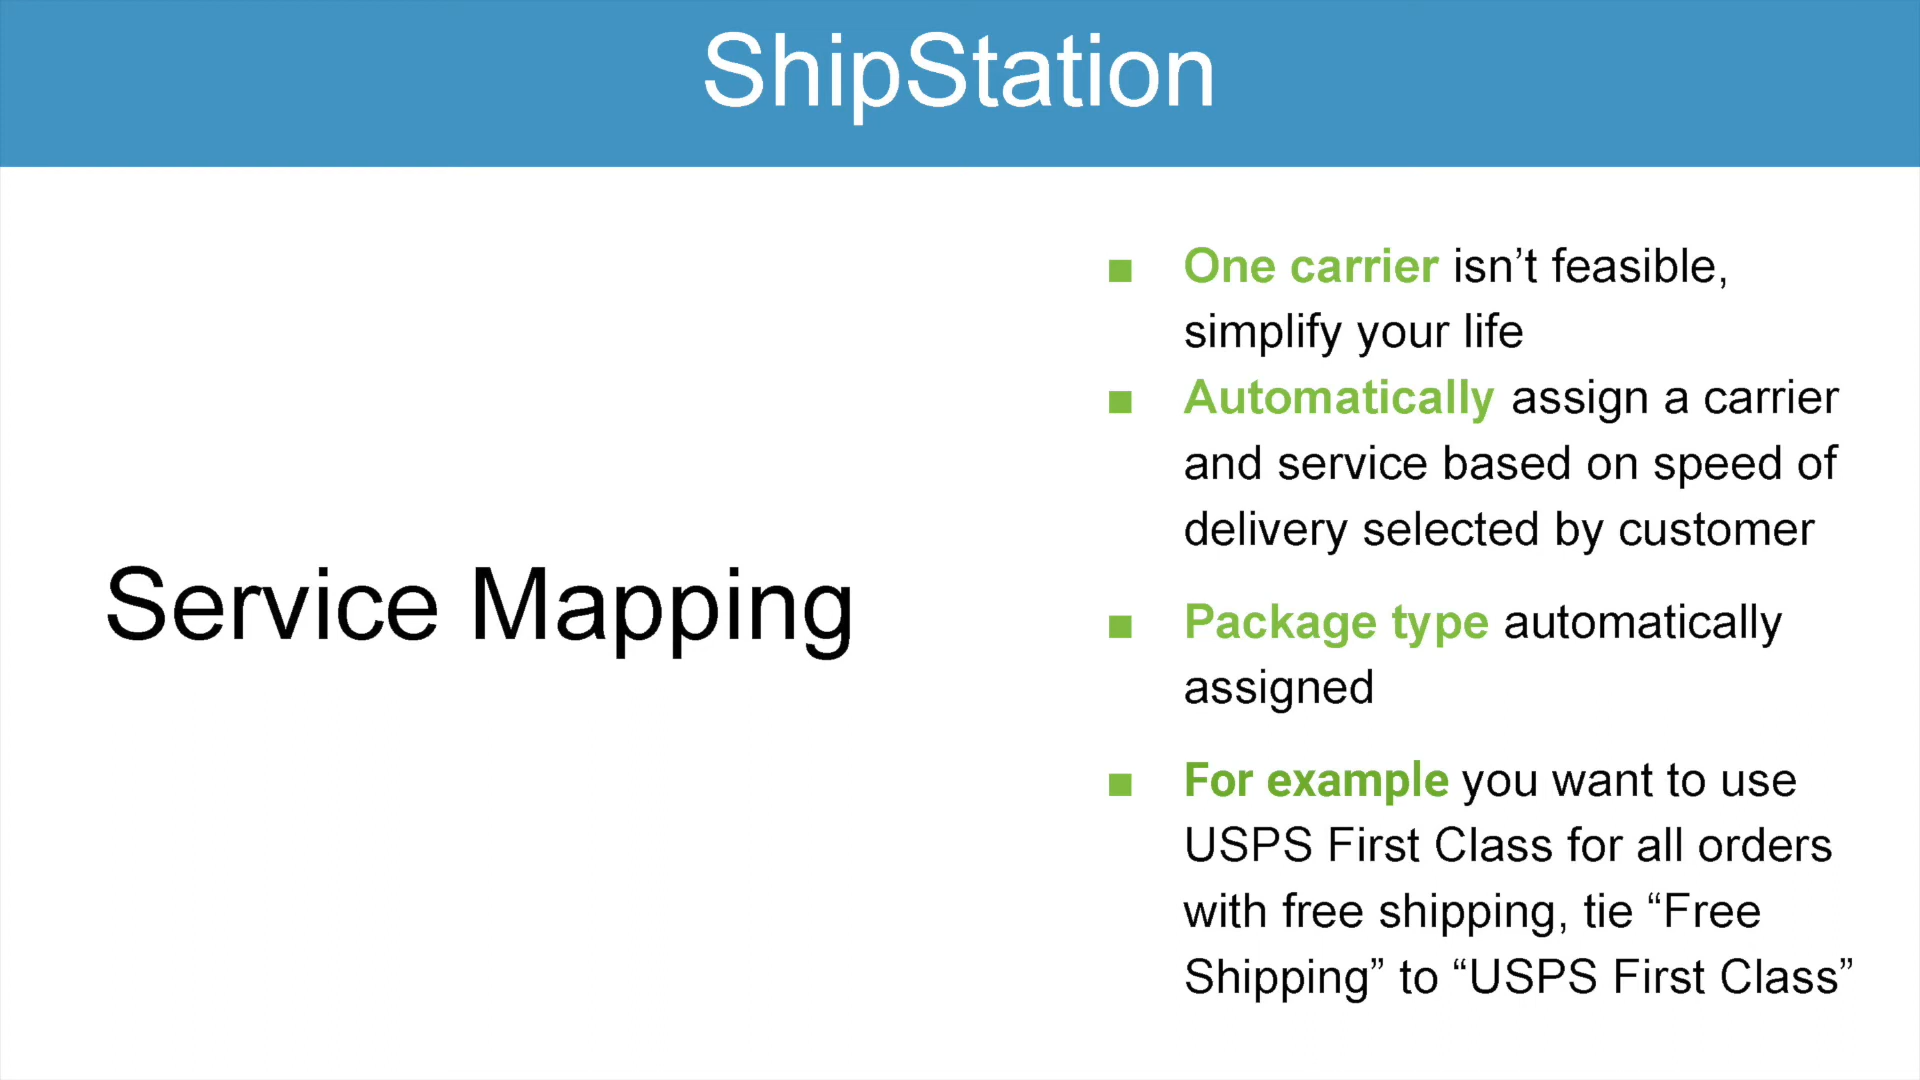 ShipStation
Service Mapping
■ One carrier isn’t feasible,
simplify your life
■ Automatically assign a carrier
and service based on speed of
delivery selected by customer
■ Package type automatically
assigned
■ For example you want to use
USPS First Class for all orders
with free shipping, tie “Free
Shipping” to “USPS First Class”